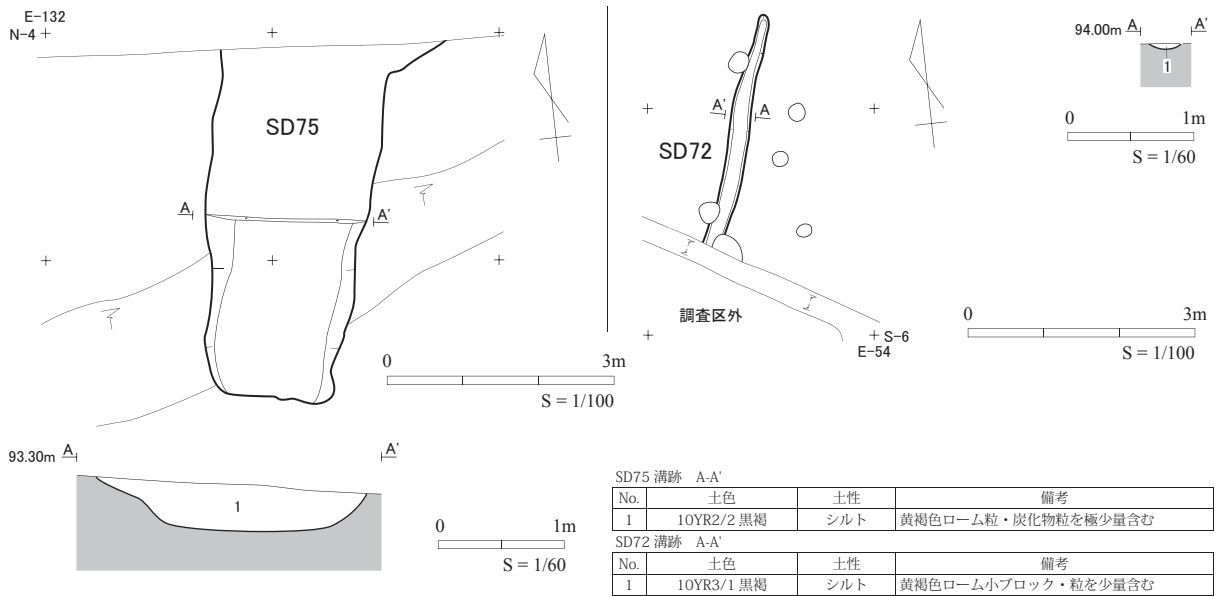 E-132
N-4
SD75
A
A'
0 3m
S = 1/100
93.30m A A'
1
0 1m
S = 1/60
94.00m A A'
1
0 1m
S = 1/60
A' A
SD72
調査区外
S-6
E-54
0 3m
S = 1/100
SD75 溝跡 A-A'
No. 土色 土性 備考
1 10YR2/2 黒褐 シルト 黄褐色ローム粒・炭化物粒を極少量含む
SD72 溝跡 A-A'
No. 土色 土性 備考
1 10YR3/1 黒褐 シルト 黄褐色ローム小ブロック・粒を少量含む